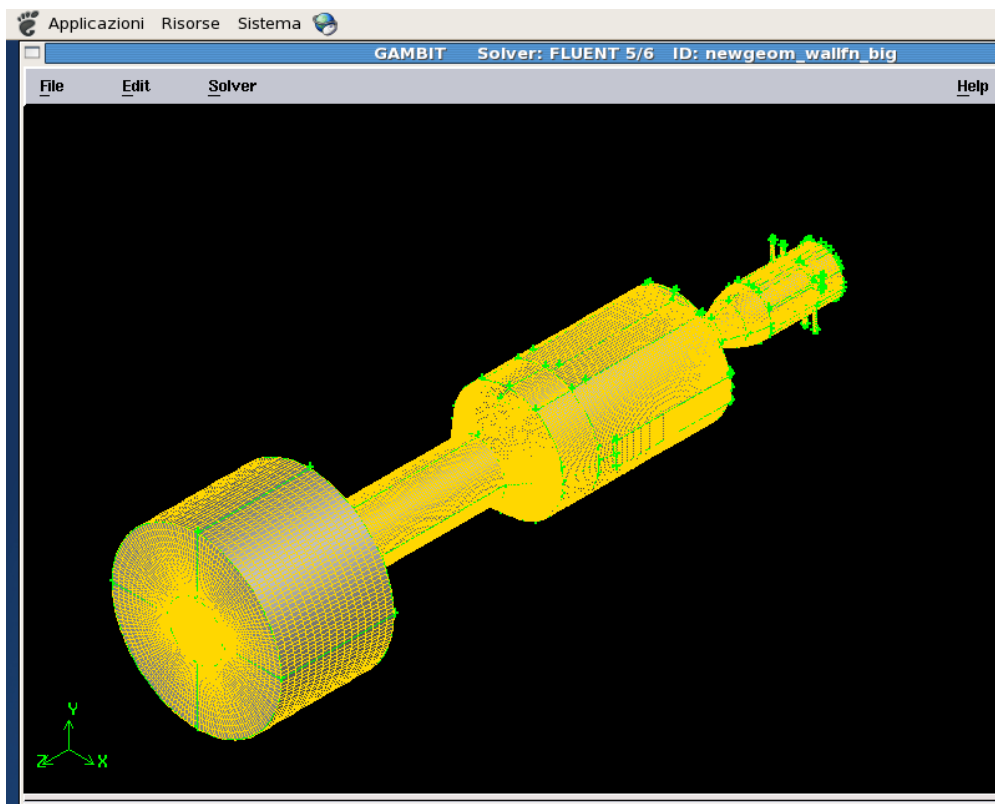 Applicazioni Risorse Sistema
GAMBIT Solver: FLUENT 5/6 ID: newgeom_wallfn_big
File Edit Solver Help
Y
Z X